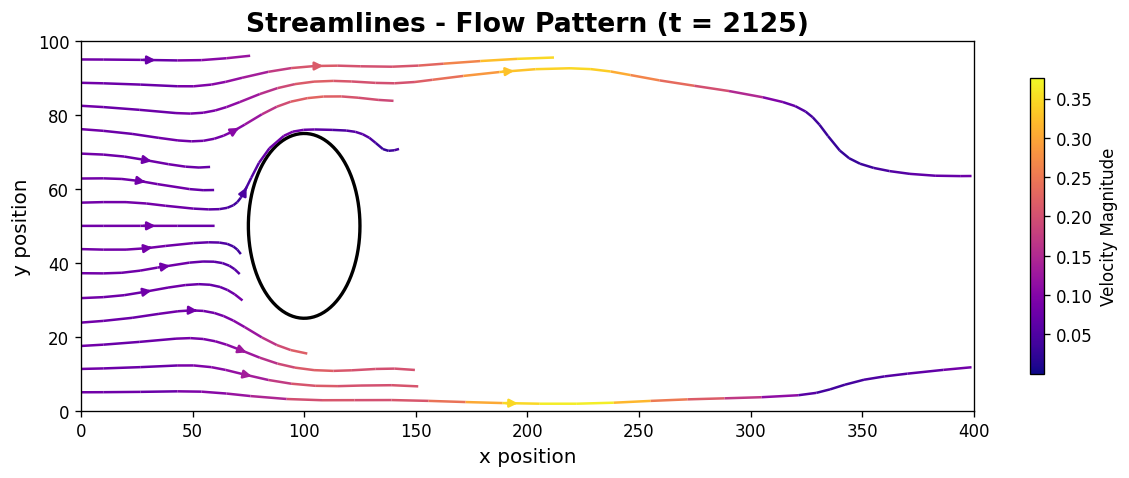 Streamlines - Flow Pattern (t = 2125)
100
80
60
40
20
0
y position
0 50 100 150 200 250 300 350 400
x position
0.35
0.30
0.25
0.20
0.15
0.10
0.05
Velocity Magnitude